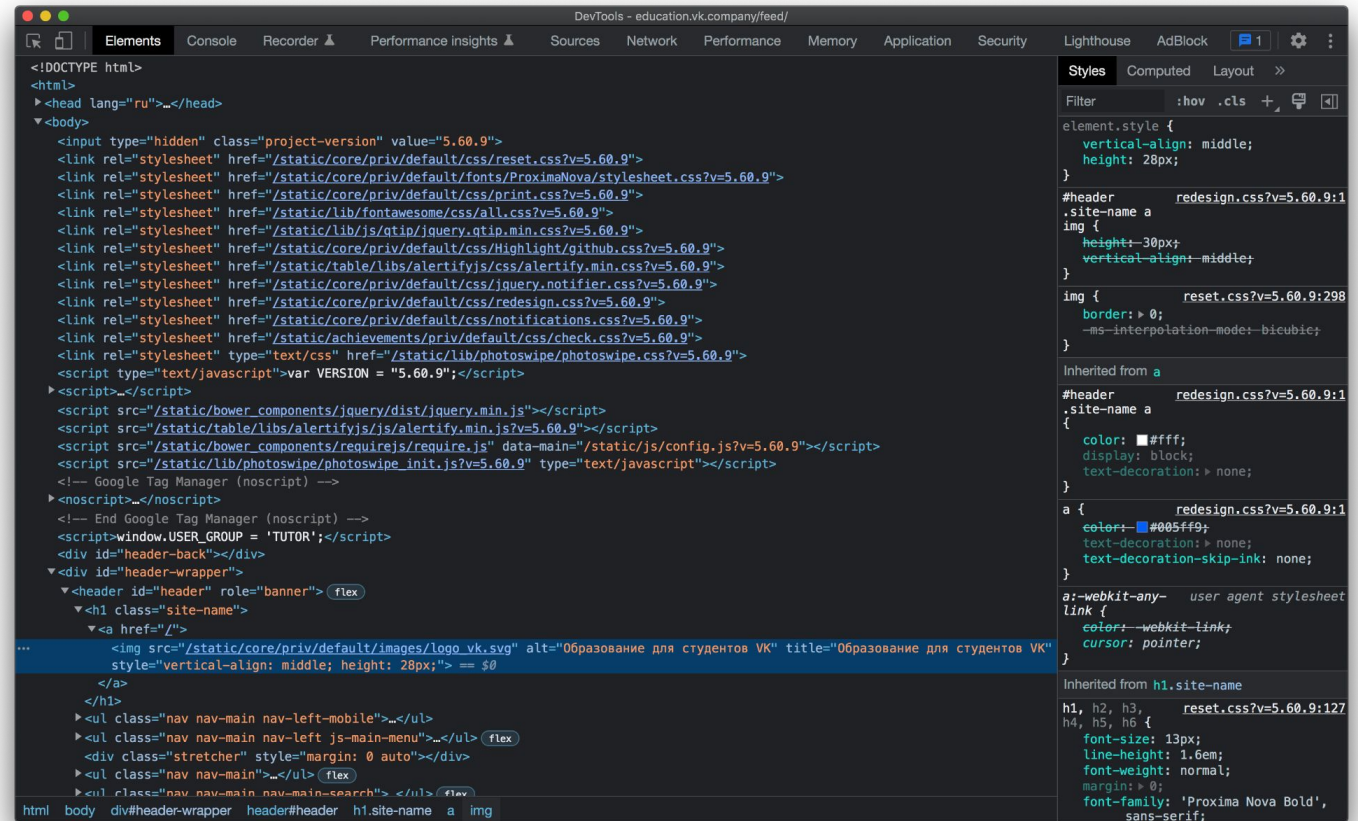 DevTools - education.vk.company/feed/
Elements Console Recorder Performance insights Sources Network Performance Memory Application Security Lighthouse AdBlock 1
<!DOCTYPE html>
<html>
<head lang="ru">…</head>
<body>
<input type="hidden" class="project-version" value="5.60.9">
<link rel="stylesheet" href="/static/core/priv/default/css/reset.css?v=5.60.9">
<link rel="stylesheet" href="/static/core/priv/default/fonts/ProximaNova/stylesheet.css?v=5.60.9">
<link rel="stylesheet" href="/static/core/priv/default/css/print.css?v=5.60.9">
<link rel="stylesheet" href="/static/lib/fontawesome/css/all.css?v=5.60.9">
<link rel="stylesheet" href="/static/lib/js/qtip/jquery.qtip.min.css?v=5.60.9">
<link rel="stylesheet" href="/static/core/priv/default/css/Highlight/github.css?v=5.60.9">
<link rel="stylesheet" href="/static/table/libs/alertifyjs/css/alertify.min.css?v=5.60.9">
<link rel="stylesheet" href="/static/core/priv/default/css/jquery.notifier.css?v=5.60.9">
<link rel="stylesheet" href="/static/core/priv/default/css/redesign.css?v=5.60.9">
<link rel="stylesheet" href="/static/core/priv/default/css/notifications.css?v=5.60.9">
<link rel="stylesheet" href="/static/achievements/priv/default/css/check.css?v=5.60.9">
<link rel="stylesheet" type="text/css" href="/static/lib/photoswipe/photoswipe.css?v=5.60.9">
<script type="text/javascript">var VERSION = "5.60.9";</script>
<script>…</script>
<script src="/static/bower_components/jquery/dist/jquery.min.js"></script>
<script src="/static/table/libs/alertifyjs/js/alertify.min.js?v=5.60.9"></script>
<script src="/static/bower_components/requirejs/require.js" data-main="/static/js/config.js?v=5.60.9"></script>
<script src="/static/lib/photoswipe/photoswipe_init.js?v=5.60.9" type="text/javascript"></script>
<!-- Google Tag Manager (noscript) -->
<noscript>…</noscript>
<!-- End Google Tag Manager (noscript) -->
<script>window.USER_GROUP = 'TUTOR';</script>
<div id="header-back"></div>
<div id="header-wrapper">
<header id="header" role="banner"> flex
<h1 class="site-name">
<a href="/">
<img src="/static/core/priv/default/images/logo_vk.svg" alt="Образование для студентов VK" title="Образование для студентов VK"
style="vertical-align: middle; height: 28px;"> == $0
</a>
</h1>
<ul class="nav nav-main nav-left-mobile">…</ul>
<ul class="nav nav-main nav-left js-main-menu">…</ul> flex
<div class="stretcher" style="margin: 0 auto"></div>
<ul class="nav nav-main">…</ul> flex
<ul class="nav nav-main nav-main-search"> </ul> flex
html body div#header-wrapper header#header h1.site-name a img
Styles Computed Layout »
Filter :hov .cls +
element.style {
vertical-align: middle;
height: 28px;
}
#header redesign.css?v=5.60.9:1
.site-name a
img {
height: 30px;
vertical-align: middle;
}
img { reset.css?v=5.60.9:298
border: 0;
-ms-interpolation-mode: bicubic;
}
Inherited from a
#header redesign.css?v=5.60.9:1
.site-name a
{
color: #fff;
display: block;
text-decoration: none;
}
a { redesign.css?v=5.60.9:1
color: #005ff9;
text-decoration: none;
text-decoration-skip-ink: none;
}
a:-webkit-any- user agent stylesheet
link {
color: -webkit-link;
cursor: pointer;
}
Inherited from h1.site-name
h1, h2, h3, reset.css?v=5.60.9:127
h4, h5, h6 {
font-size: 13px;
line-height: 1.6em;
font-weight: normal;
margin: 0;
font-family: 'Proxima Nova Bold',
sans-serif;